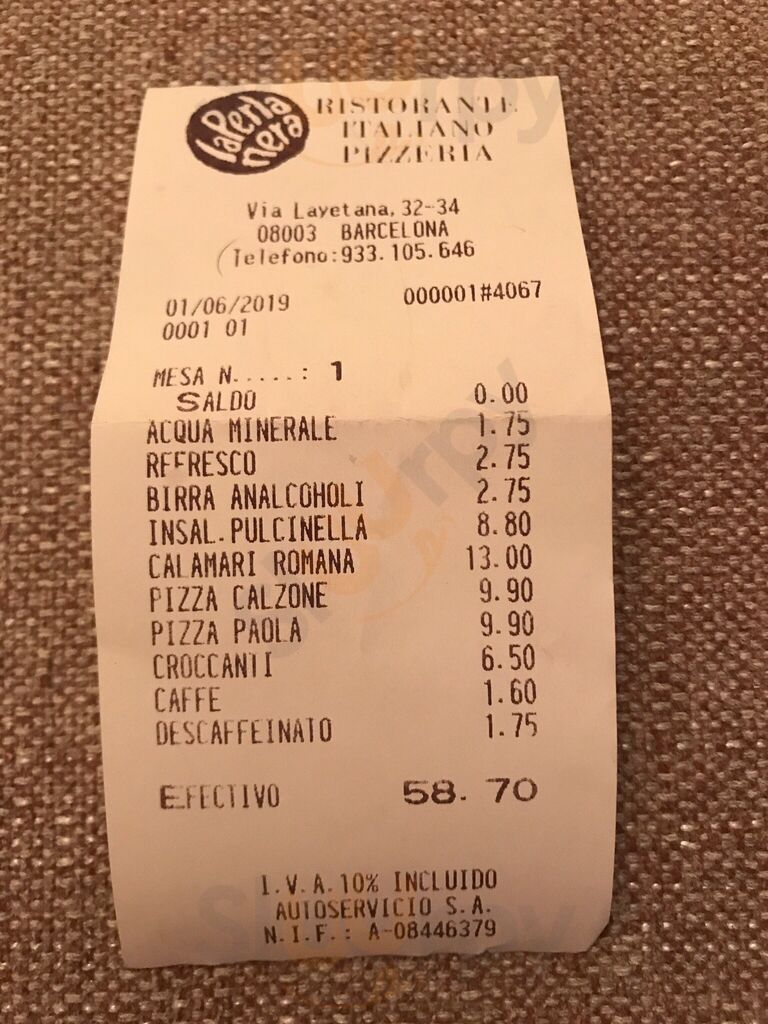 laPerla nera
RISTORANTE
ITALIANO
PIZZERIA
Via Layetana, 32-34
08003 BARCELONA
Telefono:933.105.646
01/06/2019 000001#4067
0001 01
MESA N.....: 1
SALDO 0.00
ACQUA MINERALE 1.75
REFRESCO 2.75
BIRRA ANALCOHOLI 2.75
INSAL.PULCINELLA 8.80
CALAMARI ROMANA 13.00
PIZZA CALZONE 9.90
PIZZA PAOLA 9.90
CROCCANTI 6.50
CAFFE 1.60
DESCAFFEINATO 1.75
EFECTIVO 58.70
I.V.A.10% INCLUIDO
AUTOSERVICIO S.A.
N.I.F.: A-08446379